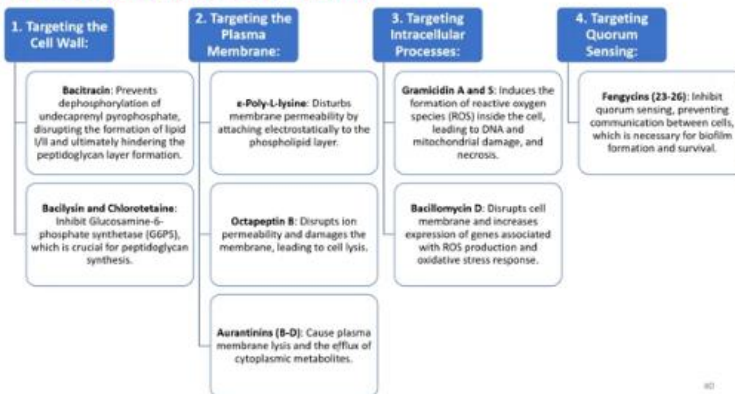 1. Targeting the
Cell Wall:
Bacitracin: Prevents
dephosphorylation of
undecaprenyl pyrophosphate,
disrupting the formation of lipid
I/II and ultimately hindering the
peptidoglycan layer formation.
Bacilysin and Chlorotetaine:
Inhibit Glucosamine-6-
phosphate synthetase (G6PS),
which is crucial for peptidoglycan
synthesis.
2. Targeting the
Plasma
Membrane:
ε-Poly-L-lysine: Disturbs
membrane permeability by
attaching electrostatically to the
phospholipid layer.
Octapeptin B: Disrupts ion
permeability and damages the
membrane, leading to cell lysis.
Aurantinins (B-D): Cause plasma
membrane lysis and the efflux of
cytoplasmic metabolites.
3. Targeting
Intracellular
Processes:
Gramicidin A and S: Induces the
formation of reactive oxygen
species (ROS) inside the cell,
leading to DNA and
mitochondrial damage, and
necrosis.
Bacillomycin D: Disrupts cell
membrane and increases
expression of genes associated
with ROS production and
oxidative stress response.
4. Targeting
Quorum
Sensing:
Fengycins (23-26): Inhibit
quorum sensing, preventing
communication between cells,
which is necessary for biofilm
formation and survival.
40